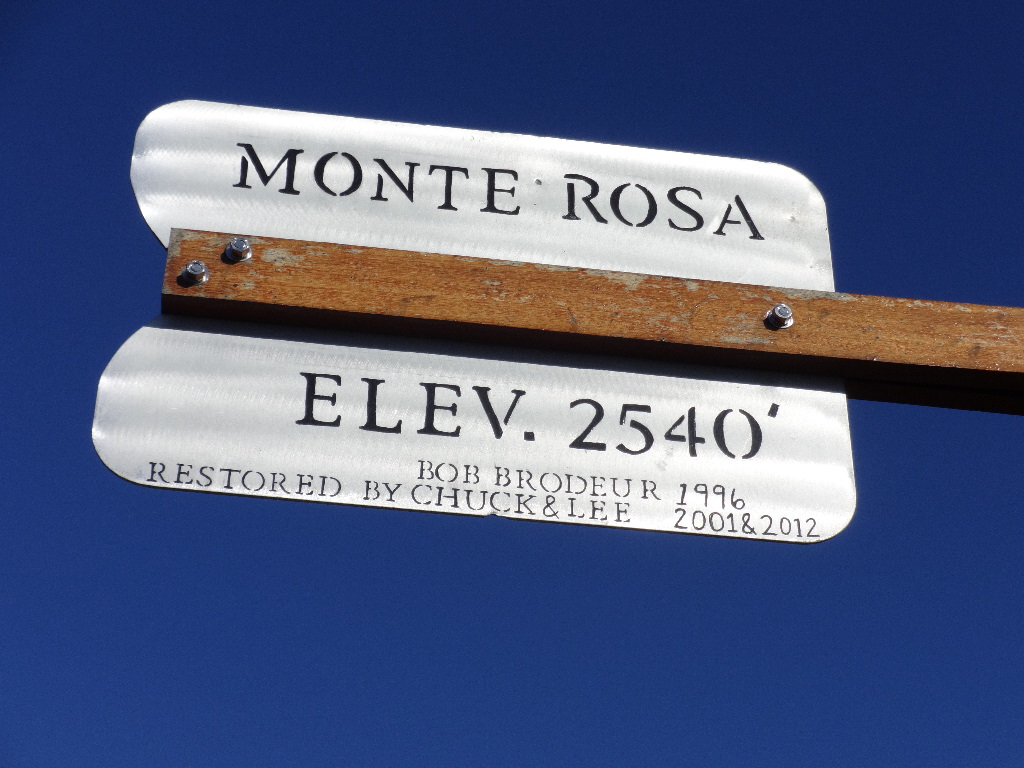 MONTE ROSA
ELEV. 2540'
BOB BRODEUR 1996
RESTORED BY CHUCK & LEE 2001&2012